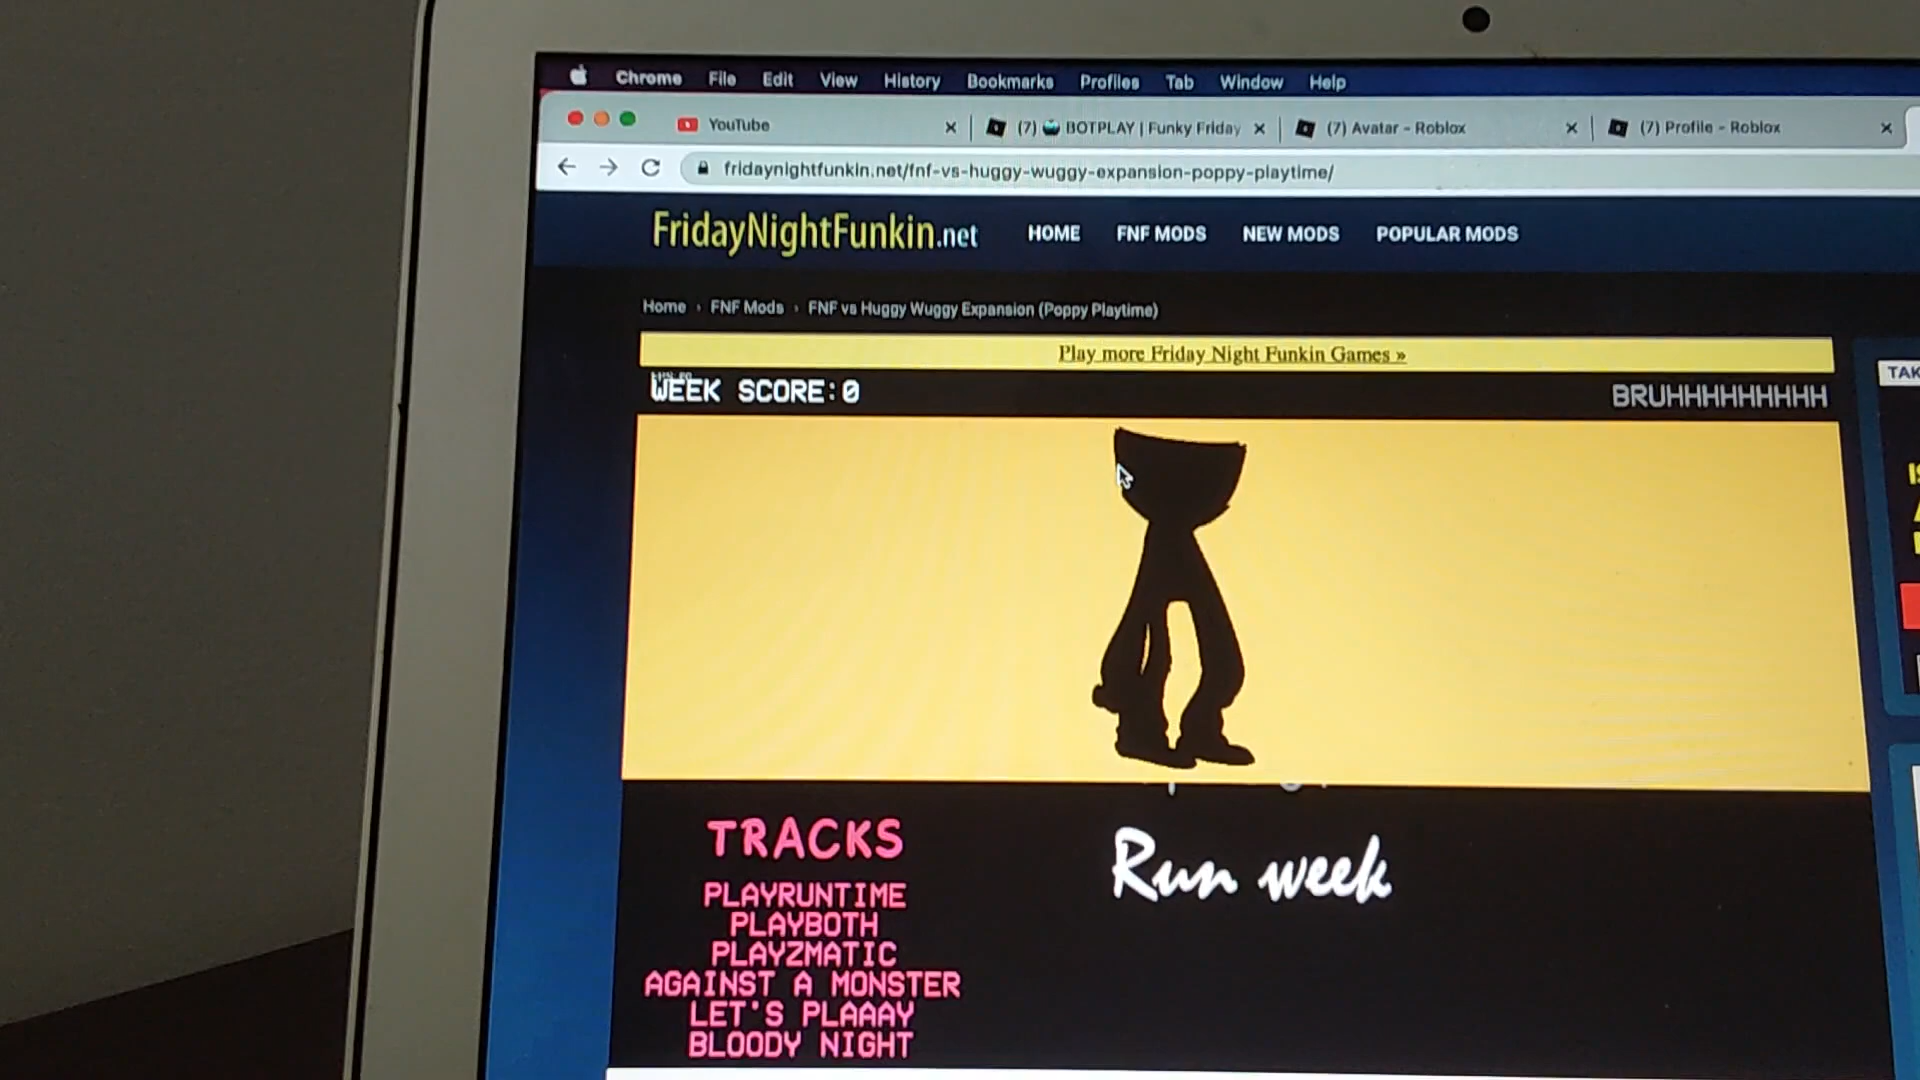 Chrome File Edit View History Bookmarks Profiles Tab Window Help
YouTube (7) BOTPLAY | Funky Friday (7) Avatar - Roblox (7) Profile - Roblox
fridaynightfunkin.net/fnf-vs-huggy-wuggy-expansion-poppy-playtime/
FridayNightFunkin.net HOME FNF MODS NEW MODS POPULAR MODS
Home › FNF Mods › FNF vs Huggy Wuggy Expansion (Poppy Playtime)
Play more Friday Night Funkin Games »
WEEK SCORE:0 BRUHHHHHHHHH
TAK
TRACKS
Run week
PLAYRUNTIME
PLAYBOTH
PLAYZMATIC
AGAINST A MONSTER
LET'S PLAAAY
BLOODY NIGHT